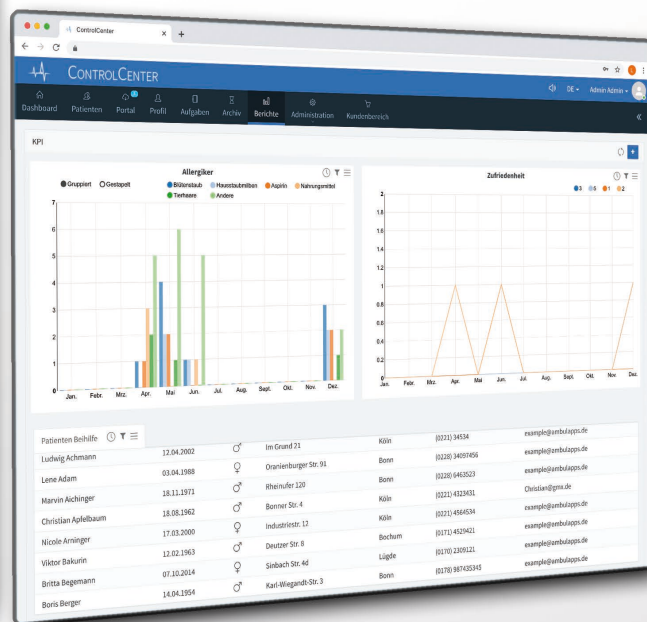 ControlCenter
CONTROLCENTER
DE
Admin Admin
Dashboard Patienten Portal Profil Aufgaben Archiv Berichte Administration Kundenbereich
KPI
Allergiker
Gruppiert Gestapelt Blütenstaub Hausstaubmilben Aspirin Nahrungsmittel
Tierhaare Andere
7
6
5
4
3
2
1
0
Jan. Febr. Mrz. Apr. Mai Jun. Jul. Aug. Sept. Okt. Nov. Dez.
Zufriedenheit
3 5 1 2
2
1.8
1.6
1.4
1.2
1
0.8
0.6
0.4
0.2
0
Jan. Febr. Mrz. Apr. Mai Jun. Jul. Aug. Sept. Okt. Nov. Dez.
Patienten Beihilfe
Ludwig Achmann 12.04.2002 Im Grund 21 Köln (0221) 34534 example@ambulapps.de
Lene Adam 03.04.1988 Oranienburger Str. 91 Bonn (0228) 34097456 example@ambulapps.de
Marvin Aichinger 18.11.1971 Rheinufer 120 Bonn (0228) 6463523 example@ambulapps.de
Christian Apfelbaum 18.08.1962 Bonner Str. 4 Köln (0221) 4323431 Christian@gmx.de
Nicole Arninger 17.03.2000 Industriestr. 12 Köln (0221) 4564534 example@ambulapps.de
Viktor Bakurin 12.02.1963 Deutzer Str. 8 Bochum (0171) 4529421 example@ambulapps.de
Britta Begemann 07.10.2014 Sinbach Str. 4d Lügde (0170) 2309121 example@ambulapps.de
Boris Berger 14.04.1954 Karl-Wiegandt-Str. 3 Bonn (0178) 987435345 example@ambulapps.de